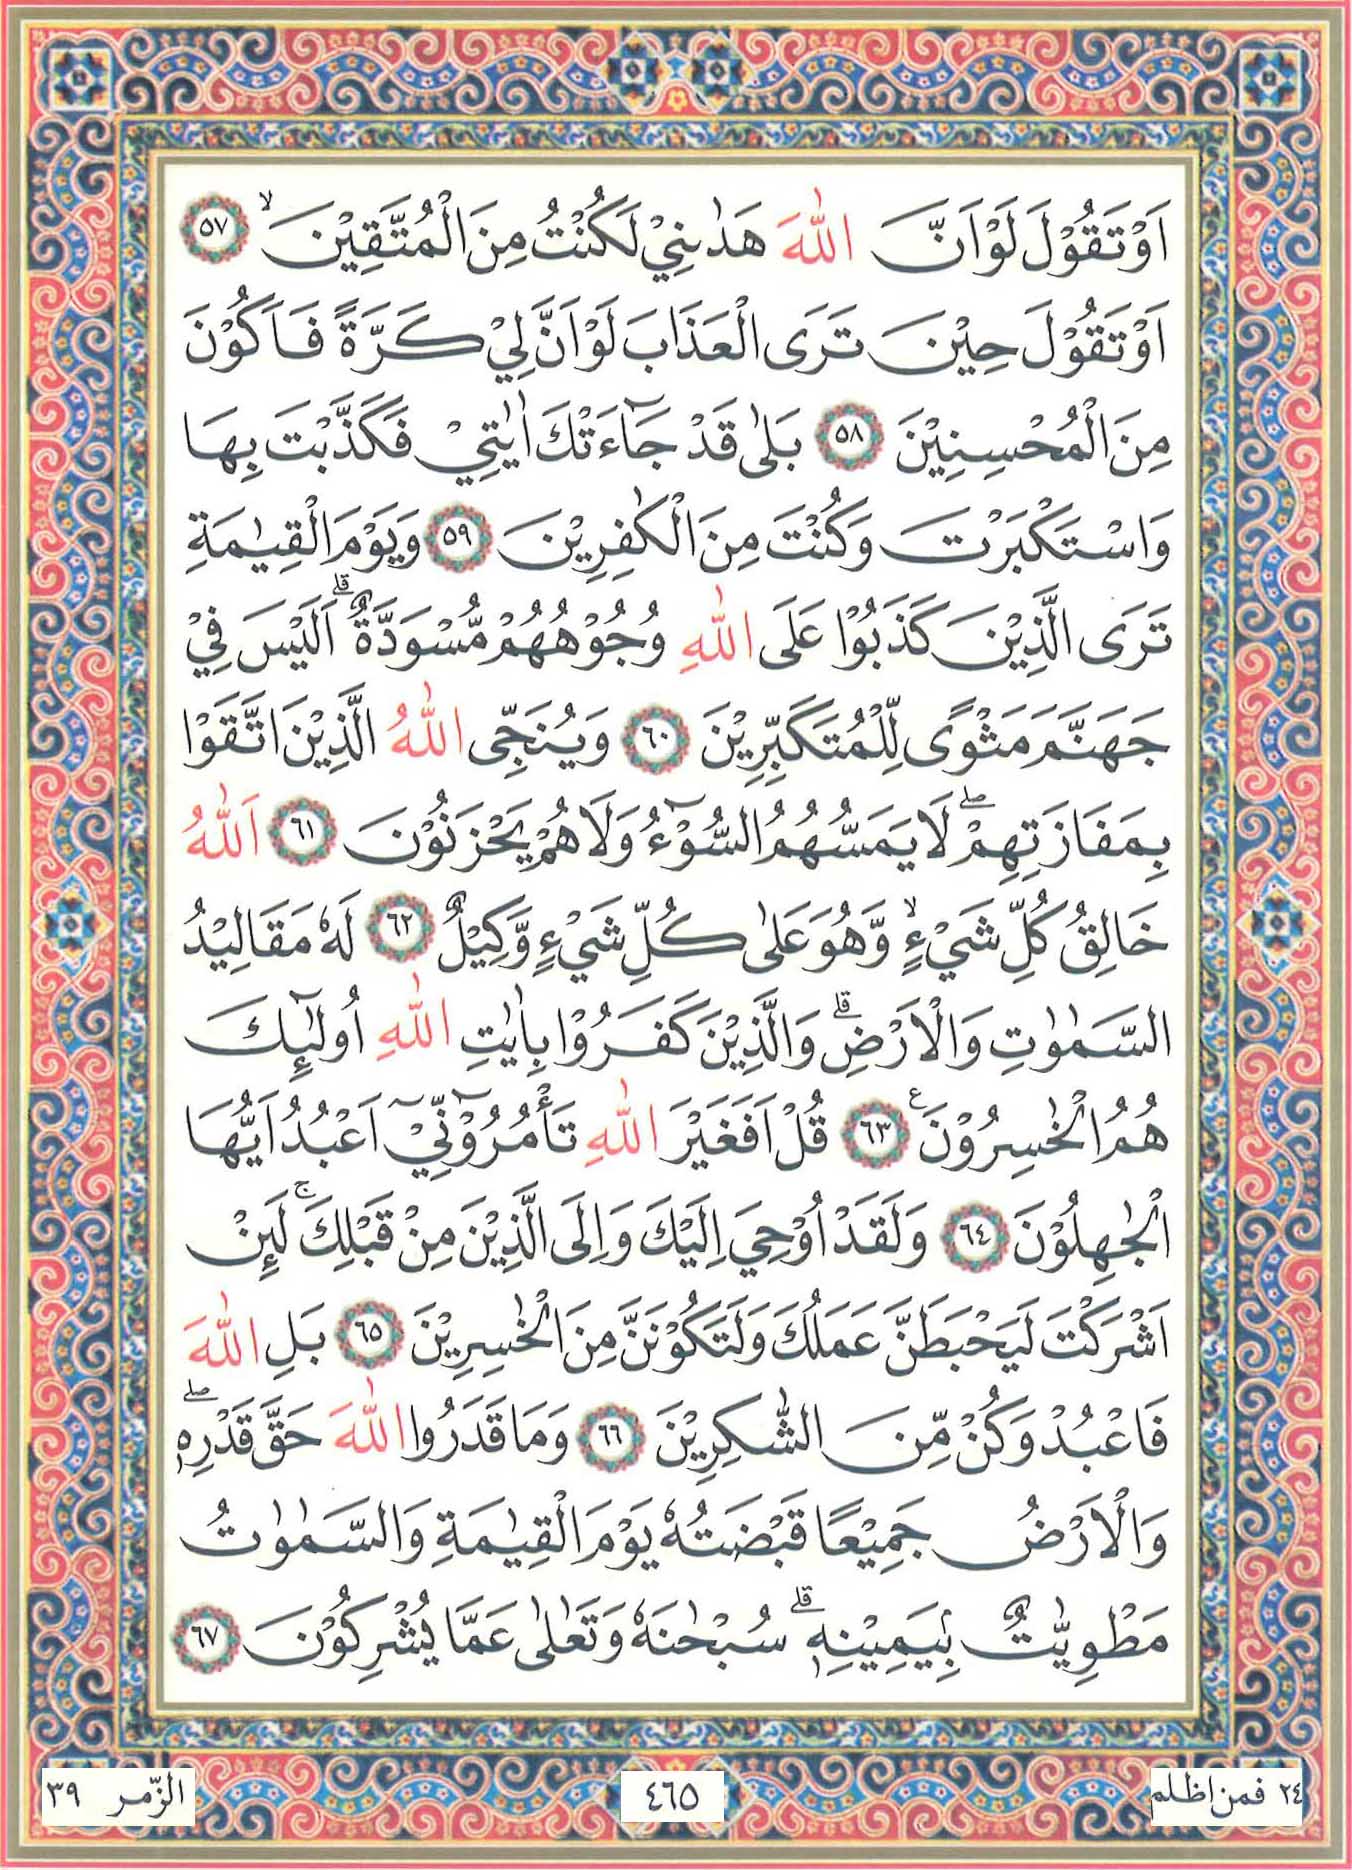 اَوْ تَقُوْلَ لَوْ اَنَّ اللّٰهَ هَدٰىنِيْ لَكُنْتُ مِنَ الْمُتَّقِيْنَۙ ٥٧
اَوْ تَقُوْلَ حِيْنَ تَرَى الْعَذَابَ لَوْ اَنَّ لِيْ كَرَّةً فَاَكُوْنَ
مِنَ الْمُحْسِنِيْنَ ٥٨ بَلٰى قَدْ جَاۤءَتْكَ اٰيٰتِيْ فَكَذَّبْتَ بِهَا
وَاسْتَكْبَرْتَ وَكُنْتَ مِنَ الْكٰفِرِيْنَ ٥٩ وَيَوْمَ الْقِيٰمَةِ
تَرَى الَّذِيْنَ كَذَبُوْا عَلَى اللّٰهِ وُجُوْهُهُمْ مُّسْوَدَّةٌۗ اَلَيْسَ فِيْ
جَهَنَّمَ مَثْوًى لِّلْمُتَكَبِّرِيْنَ ٦٠ وَيُنَجِّى اللّٰهُ الَّذِيْنَ اتَّقَوْا
بِمَفَازَتِهِمْۖ لَا يَمَسُّهُمُ السُّوْۤءُ وَلَا هُمْ يَحْزَنُوْنَ ٦١ اَللّٰهُ
خَالِقُ كُلِّ شَيْءٍۙ وَّهُوَ عَلٰى كُلِّ شَيْءٍ وَّكِيْلٌ ٦٢ لَهٗ مَقَالِيْدُ
السَّمٰوٰتِ وَالْاَرْضِۗ وَالَّذِيْنَ كَفَرُوْا بِاٰيٰتِ اللّٰهِ اُولٰۤىِٕكَ
هُمُ الْخٰسِرُوْنَࣖ ٦٣ قُلْ اَفَغَيْرَ اللّٰهِ تَأْمُرُوْۤنِّيْٓ اَعْبُدُ اَيُّهَا
الْجٰهِلُوْنَ ٦٤ وَلَقَدْ اُوْحِيَ اِلَيْكَ وَاِلَى الَّذِيْنَ مِنْ قَبْلِكَۚ لَىِٕنْ
اَشْرَكْتَ لَيَحْبَطَنَّ عَمَلُكَ وَلَتَكُوْنَنَّ مِنَ الْخٰسِرِيْنَ ٦٥ بَلِ اللّٰهَ
فَاعْبُدْ وَكُنْ مِّنَ الشّٰكِرِيْنَ ٦٦ وَمَا قَدَرُوا اللّٰهَ حَقَّ قَدْرِهٖۖ
وَالْاَرْضُ جَمِيْعًا قَبْضَتُهٗ يَوْمَ الْقِيٰمَةِ وَالسَّمٰوٰتُ
مَطْوِيّٰتٌ بِيَمِيْنِهٖۗ سُبْحٰنَهٗ وَتَعٰلٰى عَمَّا يُشْرِكُوْنَ ٦٧
٢٤ فمن اظلم
٤٦٥
الزّمر ٣٩